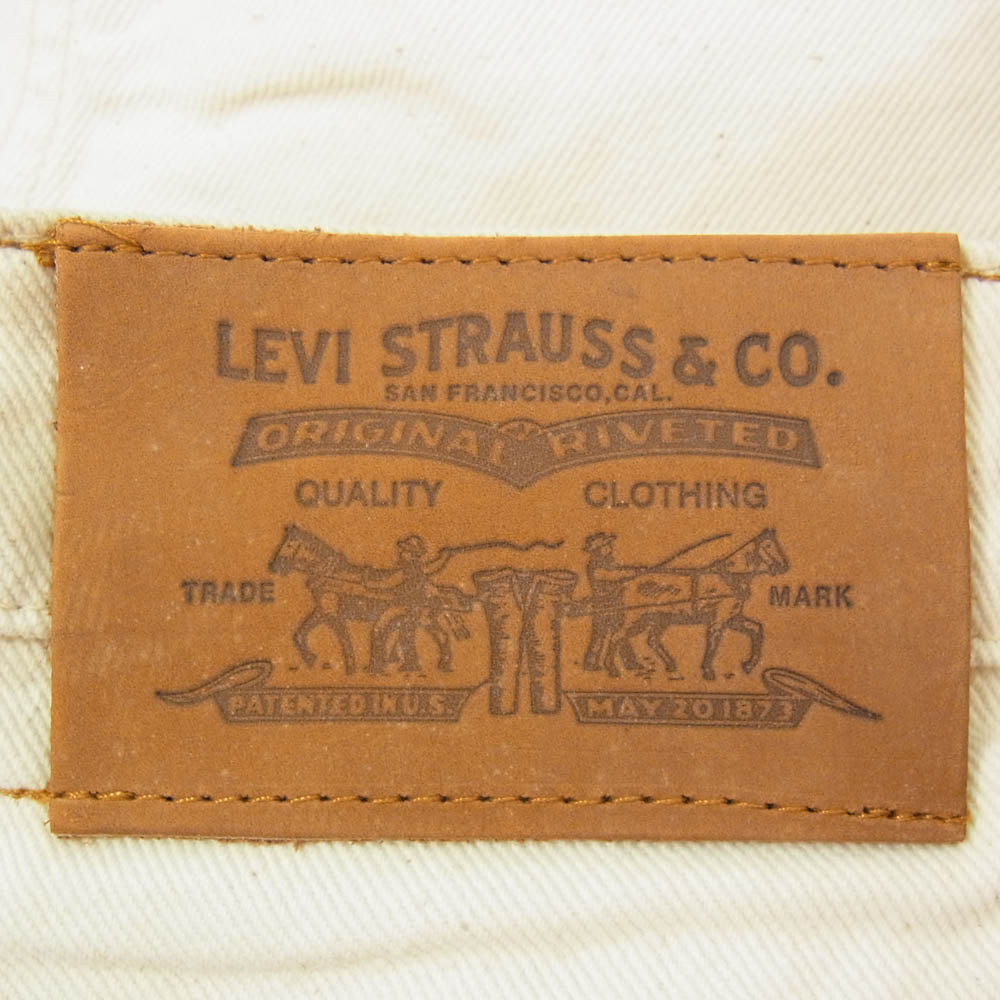 LEVI STRAUSS & CO.
SAN FRANCISCO, CAL.
ORIGINAL RIVETED
QUALITY CLOTHING
TRADE MARK
PATENTED IN U.S. MAY 20 1873